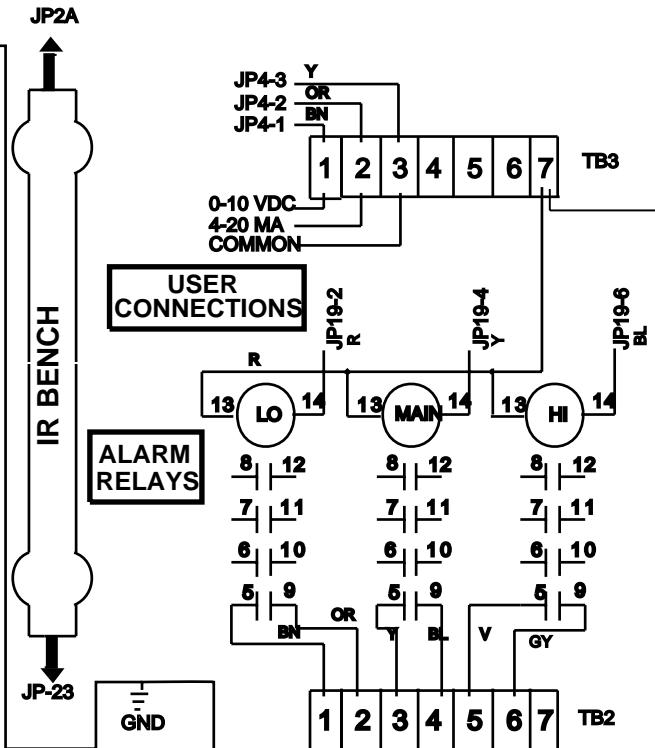 JP2A
JP4-3 Y
JP4-2 OR
JP4-1 BN
1 2 3 4 5 6 7 TB3
0-10 VDC
4-20 MA
COMMON
USER
CONNECTIONS
JP19-2
R
JP19-4
Y
JP19-6
BL
R
IR BENCH
13 LO 14 13 MAIN 14 13 HI 14
ALARM
RELAYS
8 12 8 12 8 12
7 11 7 11 7 11
6 10 6 10 6 10
5 9 5 9 5 9
BN OR Y BL V GY
JP-23
GND
1 2 3 4 5 6 7 TB2